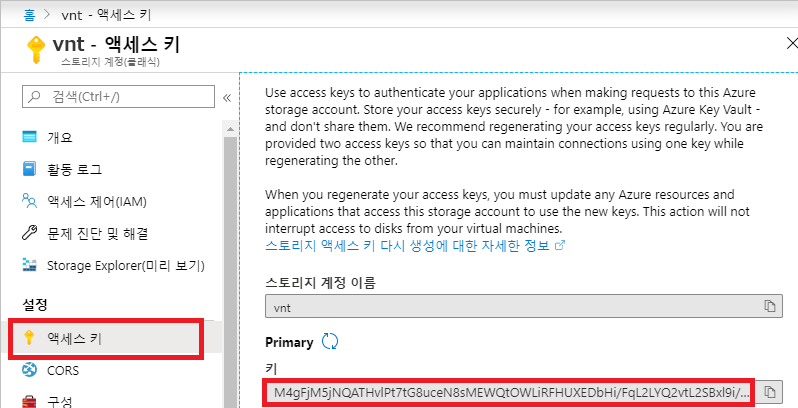 홈 > vnt - 액세스 키
vnt - 액세스 키
스토리지 계정(클래식)
검색(Ctrl+/)
개요
활동 로그
액세스 제어(IAM)
문제 진단 및 해결
Storage Explorer(미리 보기)
설정
액세스 키
CORS
구성
Use access keys to authenticate your applications when making requests to this Azure
storage account. Store your access keys securely - for example, using Azure Key Vault -
and don't share them. We recommend regenerating your access keys regularly. You are
provided two access keys so that you can maintain connections using one key while
regenerating the other.
When you regenerate your access keys, you must update any Azure resources and
applications that access this storage account to use the new keys. This action will not
interrupt access to disks from your virtual machines.
스토리지 액세스 키 다시 생성에 대한 자세한 정보
스토리지 계정 이름
vnt
Primary
키
M4gFjM5jNQATHvlPt7tG8uceN8sMEWQtOWLiRFHUXEDbHi/FqL2LYQ2vtL2SBxl9i/...